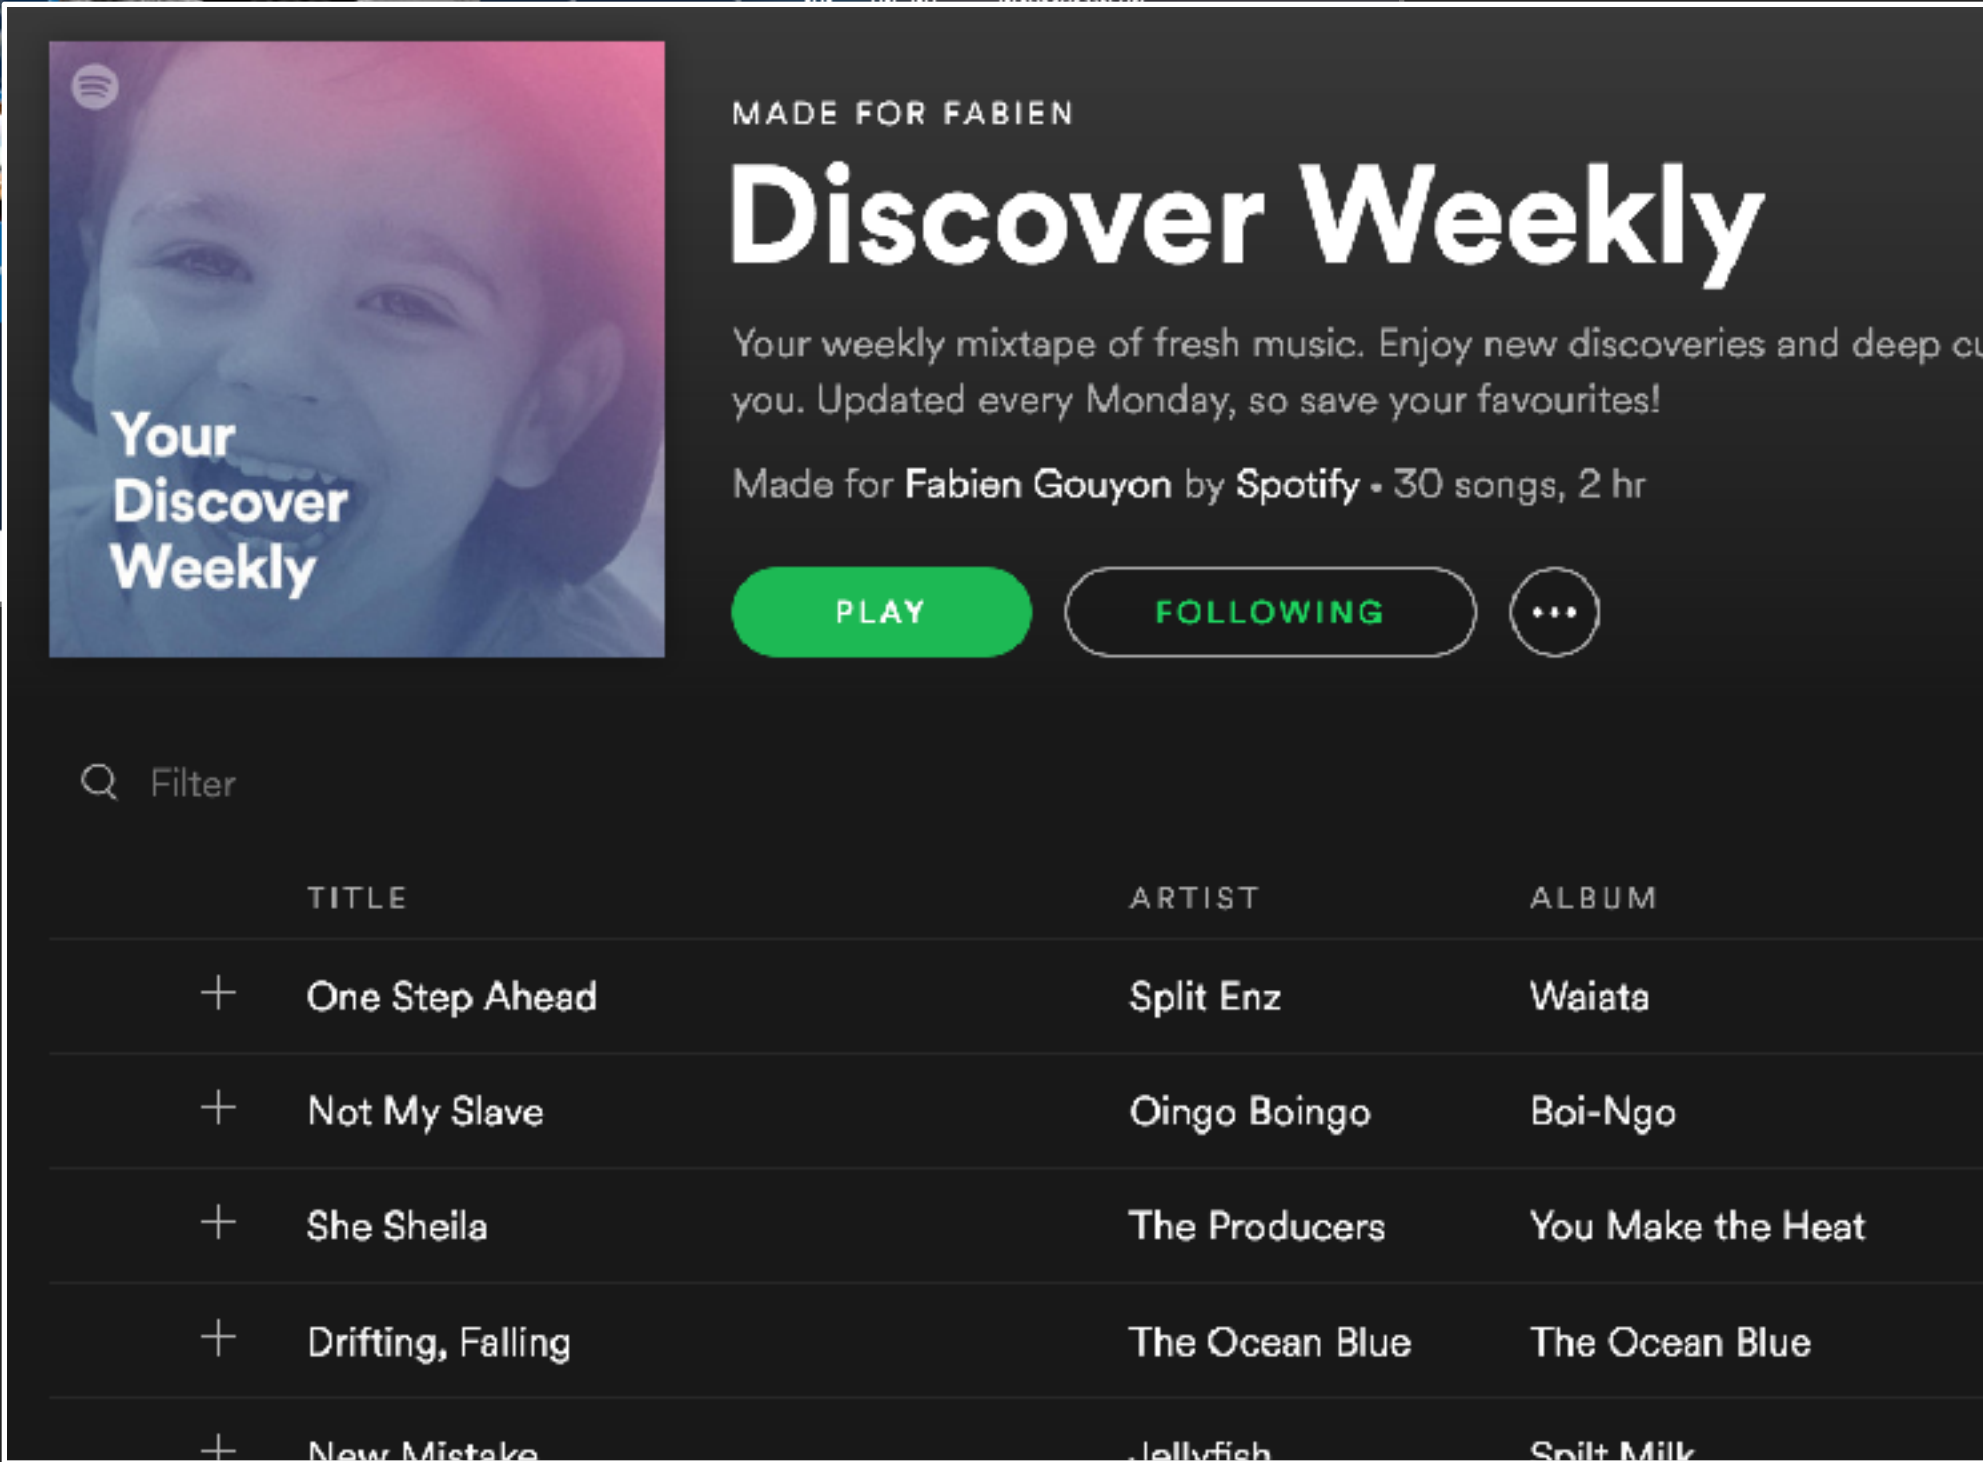 Your
Discover
Weekly
MADE FOR FABIEN
Discover Weekly
Your weekly mixtape of fresh music. Enjoy new discoveries and deep
you. Updated every Monday, so save your favourites!
Made for Fabien Gouyon by Spotify • 30 songs, 2 hr
PLAY
FOLLOWING
Filter
TITLE ARTIST ALBUM
One Step Ahead Split Enz Waiata
Not My Slave Oingo Boingo Boi-Ngo
She Sheila The Producers You Make the Heat
Drifting, Falling The Ocean Blue The Ocean Blue
New Mistake Jellyfish Spilt Milk